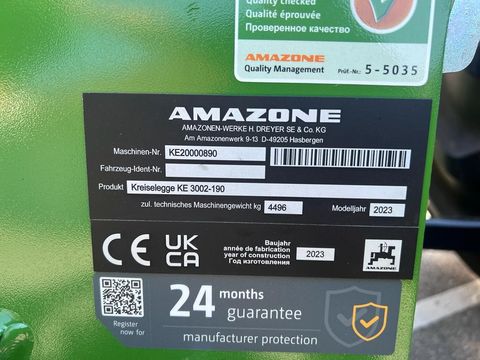 Quality checked
Qualité éprouvée
Проверенное качество
AMAZONE
Quality Management
Prüf.-Nr.: 5-5035
AMAZONE
AMAZONEN-WERKE H. DREYER SE & Co. KG
Am Amazonenwerk 9-13 D-49205 Hasbergen
Maschinen-Nr. KE20000890
Fahrzeug-Ident-Nr.
Produkt Kreiselegge KE 3002-190
zul. technisches Maschinengewicht kg 4496 Modelljahr 2023
CE UK CA
Baujahr
année de fabrication
year of construction
Год изготовления
2023
AMAZONE
Register now for
24 months
guarantee
manufacturer protection